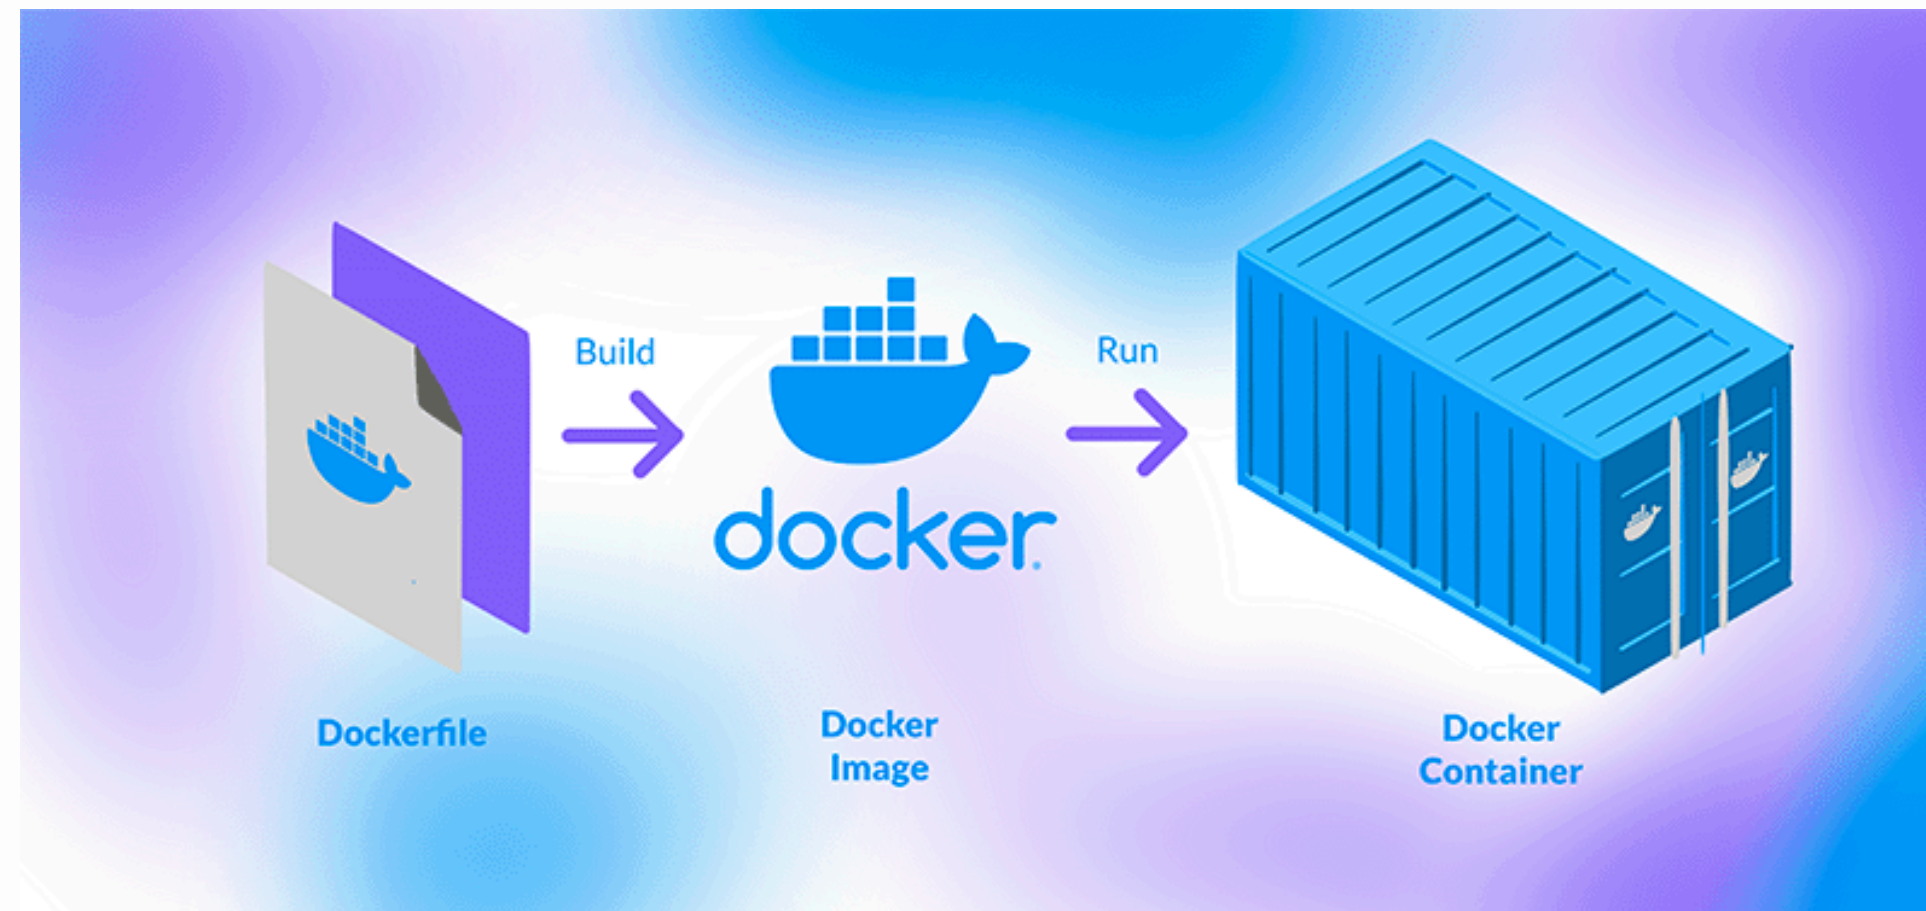 Build
Run
docker
Dockerfile
Docker
Image
Docker
Container